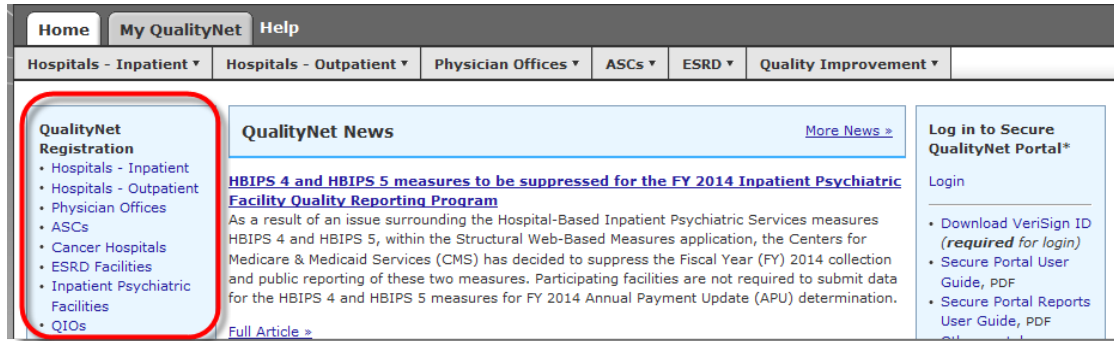 Home My QualityNet Help
Hospitals - Inpatient ▾ Hospitals - Outpatient ▾ Physician Offices ▾ ASCs ▾ ESRD ▾ Quality Improvement ▾
QualityNet
Registration
• Hospitals - Inpatient
• Hospitals - Outpatient
• Physician Offices
• ASCs
• Cancer Hospitals
• ESRD Facilities
• Inpatient Psychiatric
Facilities
• QIOs
QualityNet News More News »
HBIPS 4 and HBIPS 5 measures to be suppressed for the FY 2014 Inpatient Psychiatric
Facility Quality Reporting Program
As a result of an issue surrounding the Hospital-Based Inpatient Psychiatric Services measures
HBIPS 4 and HBIPS 5, within the Structural Web-Based Measures application, the Centers for
Medicare & Medicaid Services (CMS) has decided to suppress the Fiscal Year (FY) 2014 collection
and public reporting of these two measures. Participating facilities are not required to submit data
for the HBIPS 4 and HBIPS 5 measures for FY 2014 Annual Payment Update (APU) determination.
Full Article »
Log in to Secure
QualityNet Portal*
Login
• Download VeriSign ID
(required for login)
• Secure Portal User
Guide, PDF
• Secure Portal Reports
User Guide, PDF